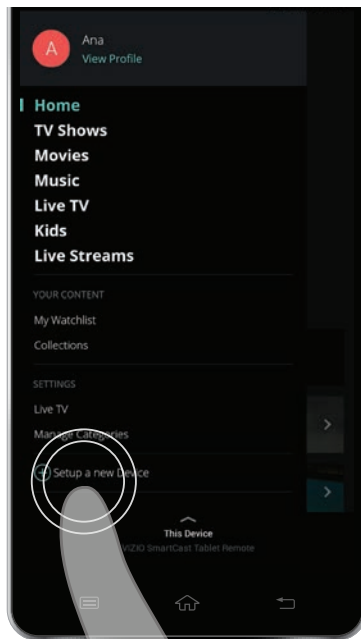 A
Ana
View Profile
Home
TV Shows
Movies
Music
Live TV
Kids
Live Streams
YOUR CONTENT
My Watchlist
Collections
SETTINGS
Live TV
Manage Categories
Setup a new Device
This Device
VIZIO SmartCast Tablet Remote